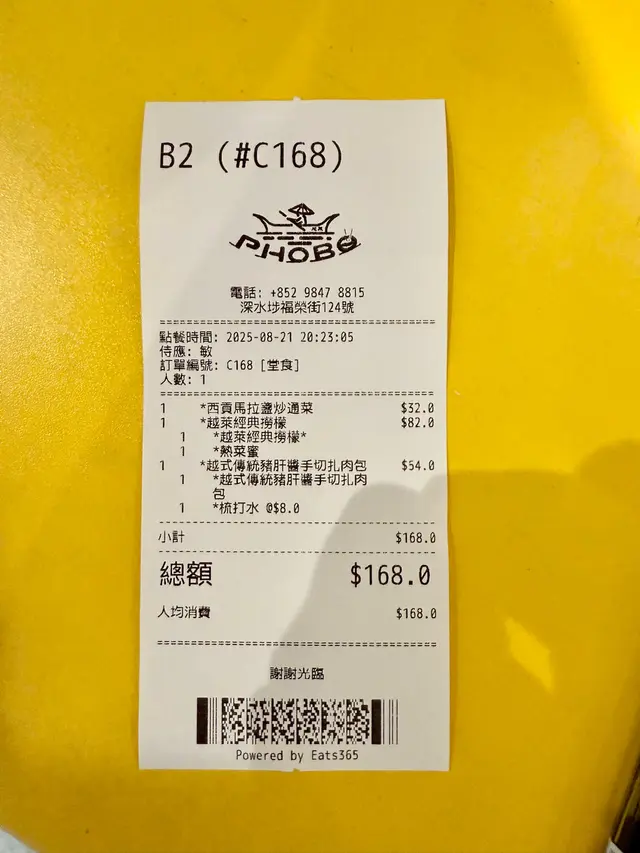 B2 (#C168)
PHOBO
電話: +852 9847 8815
深水埗福榮街124號
點餐時間: 2025-08-21 20:23:05
侍應: 敏
訂單編號: C168 [堂食]
人數: 1
1 *西貢馬拉盞炒通菜 $32.0
1 *越萊經典撈檬 $82.0
1 *越萊經典撈檬*
1 *熱菜蜜
1 *越式傳統豬肝醬手切扎肉包 $54.0
1 *越式傳統豬肝醬手切扎肉
包
1 *梳打水 @$8.0
小計 $168.0
總額 $168.0
人均消費 $168.0
謝謝光臨
Powered by Eats365